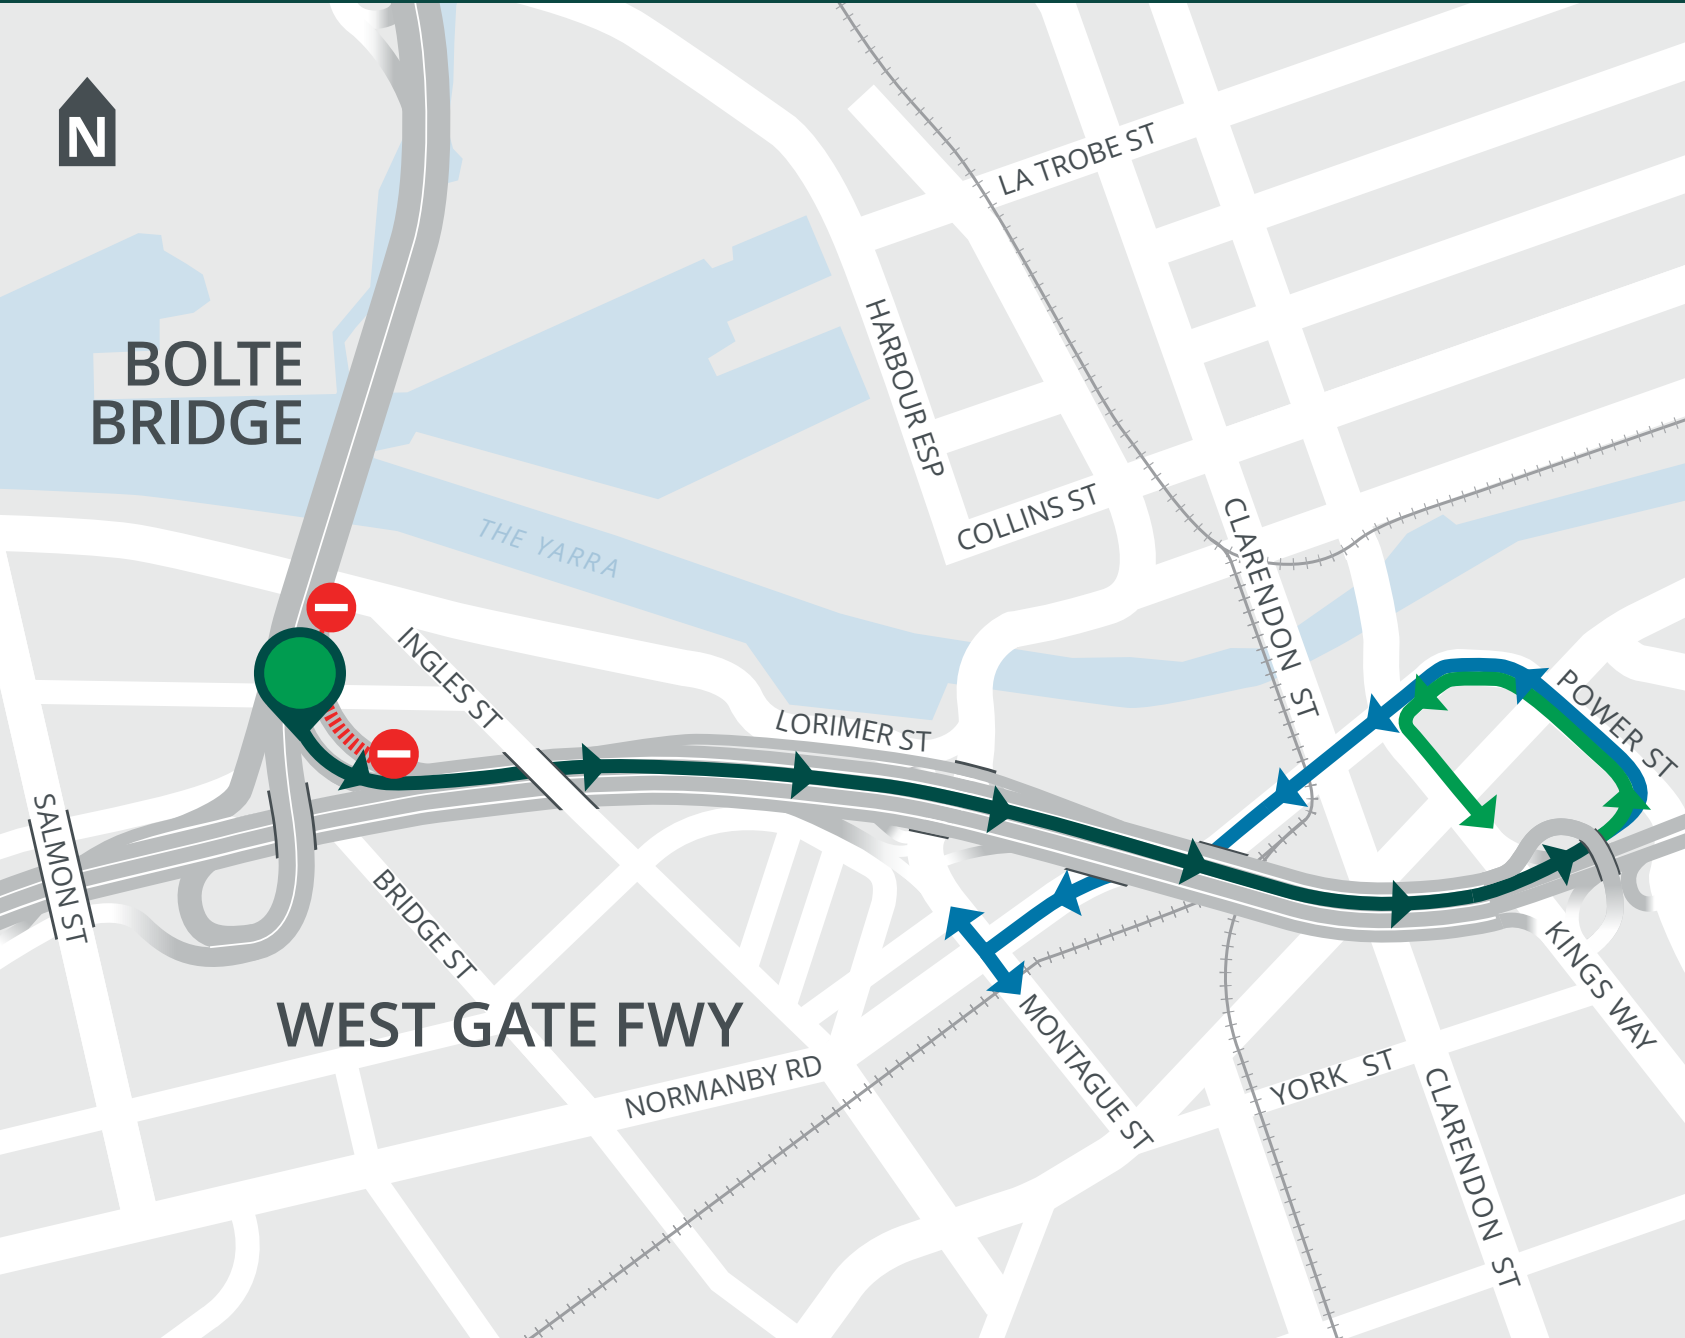 N
LA TROBE ST
HARBOUR ESP
BOLTE
BRIDGE
COLLINS ST
THE YARRA
CLARENDON ST
INGLES ST
LORIMER ST
POWER ST
SALMON ST
BRIDGE ST
KINGS WAY
WEST GATE FWY
MONTAGUE ST
NORMANBY RD
YORK ST
CLARENDON ST